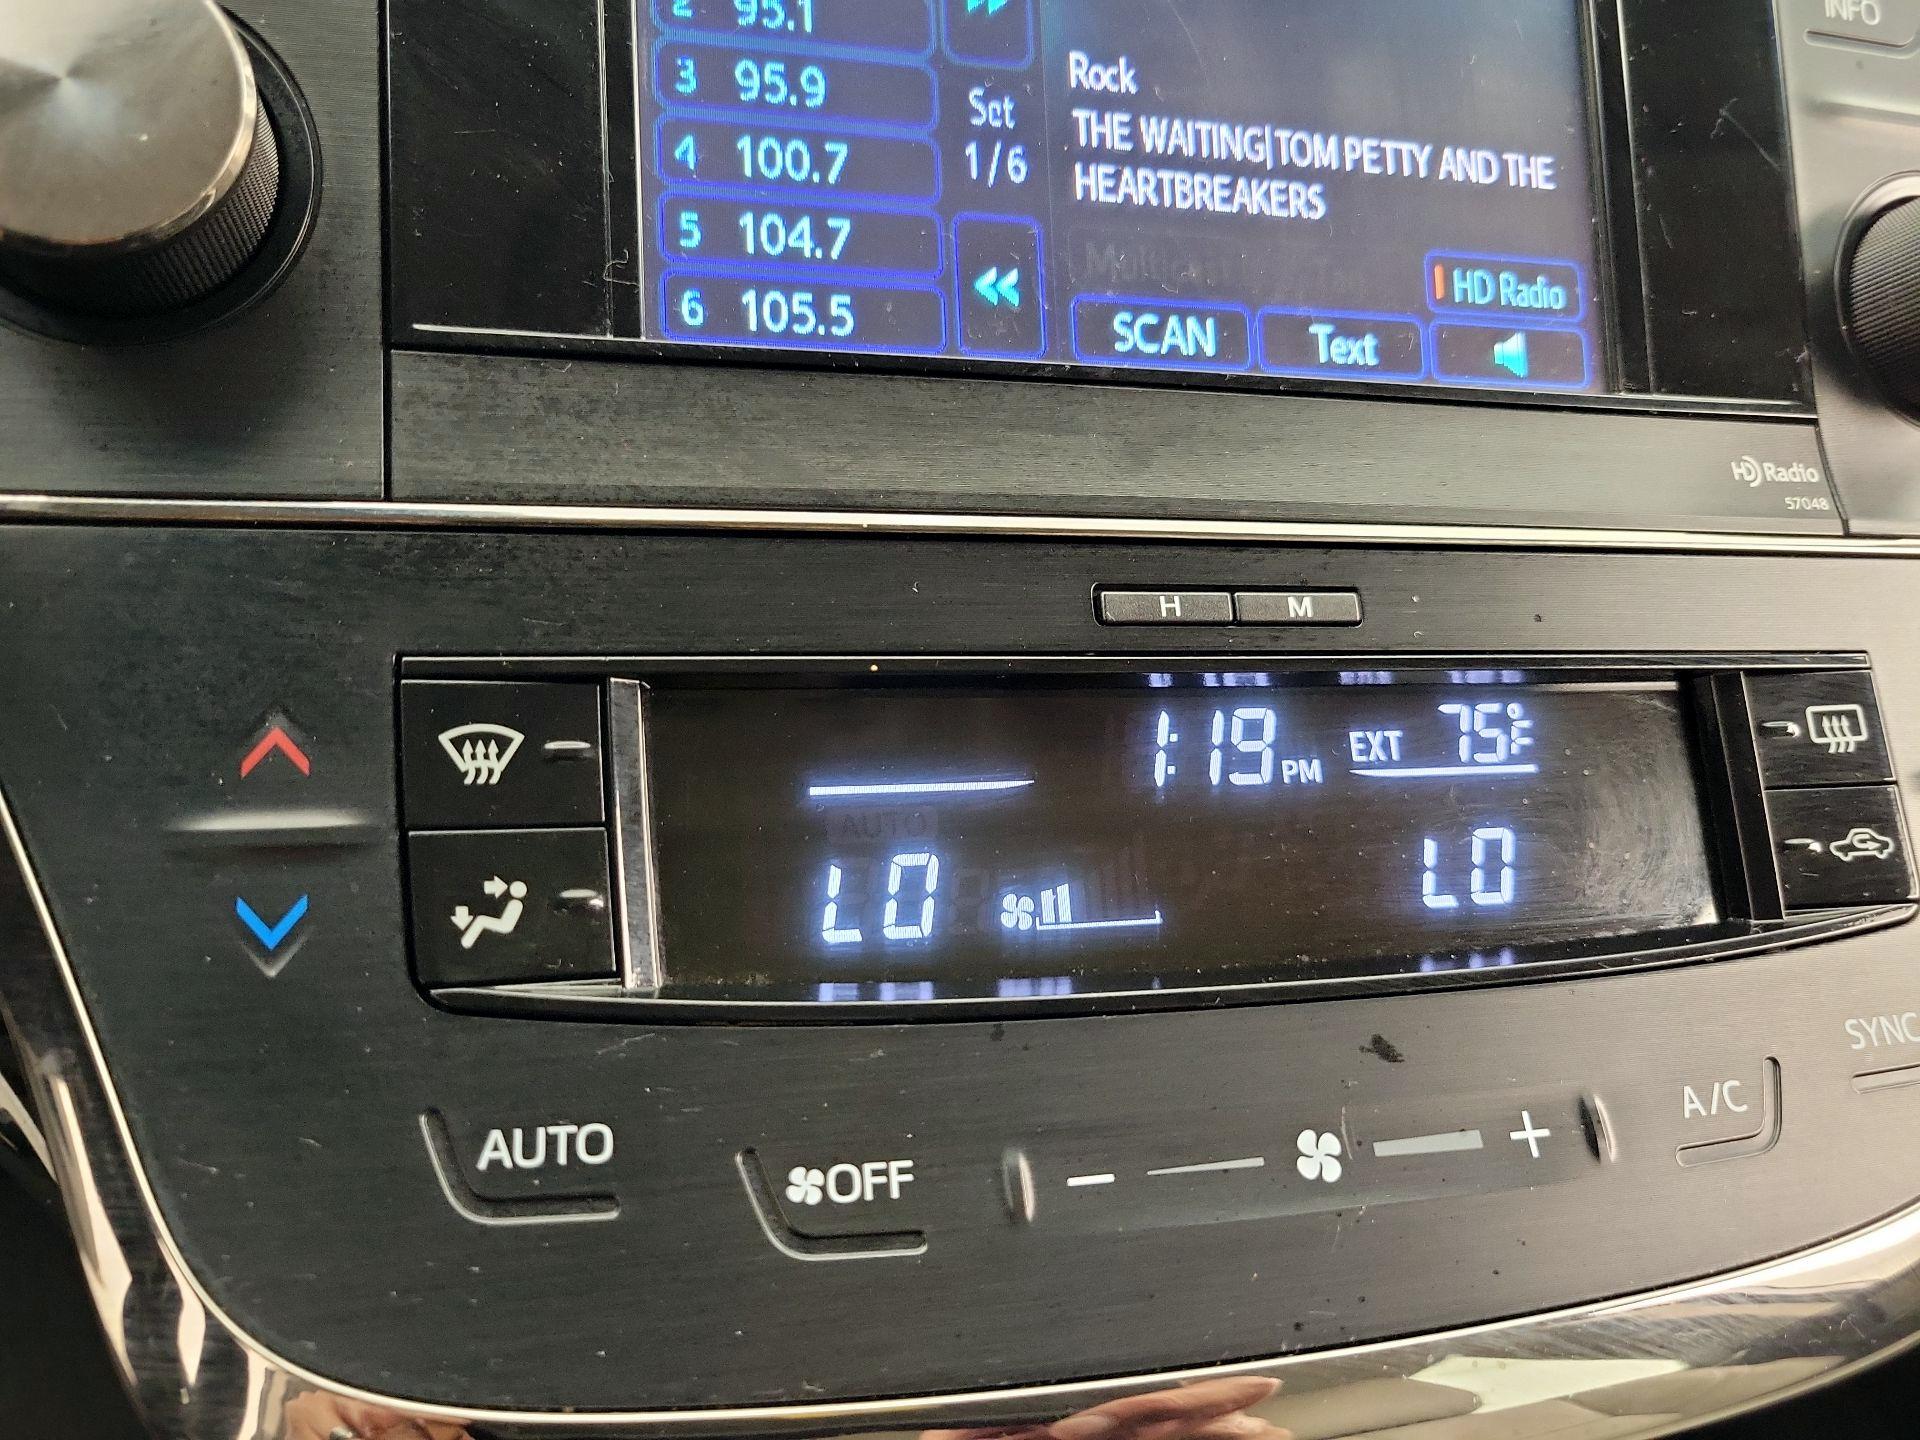 INFO
2 95.1
3 95.9
4 100.7
5 104.7
6 105.5
Set
1/6
Rock
THE WAITING|TOM PETTY AND THE
HEARTBREAKERS
HD Radio
SCAN
Text
HD Radio
57048
H M
1:19 PM EXT 75°F
AUTO
LO LO
AUTO
OFF
- +
A/C
SYNC